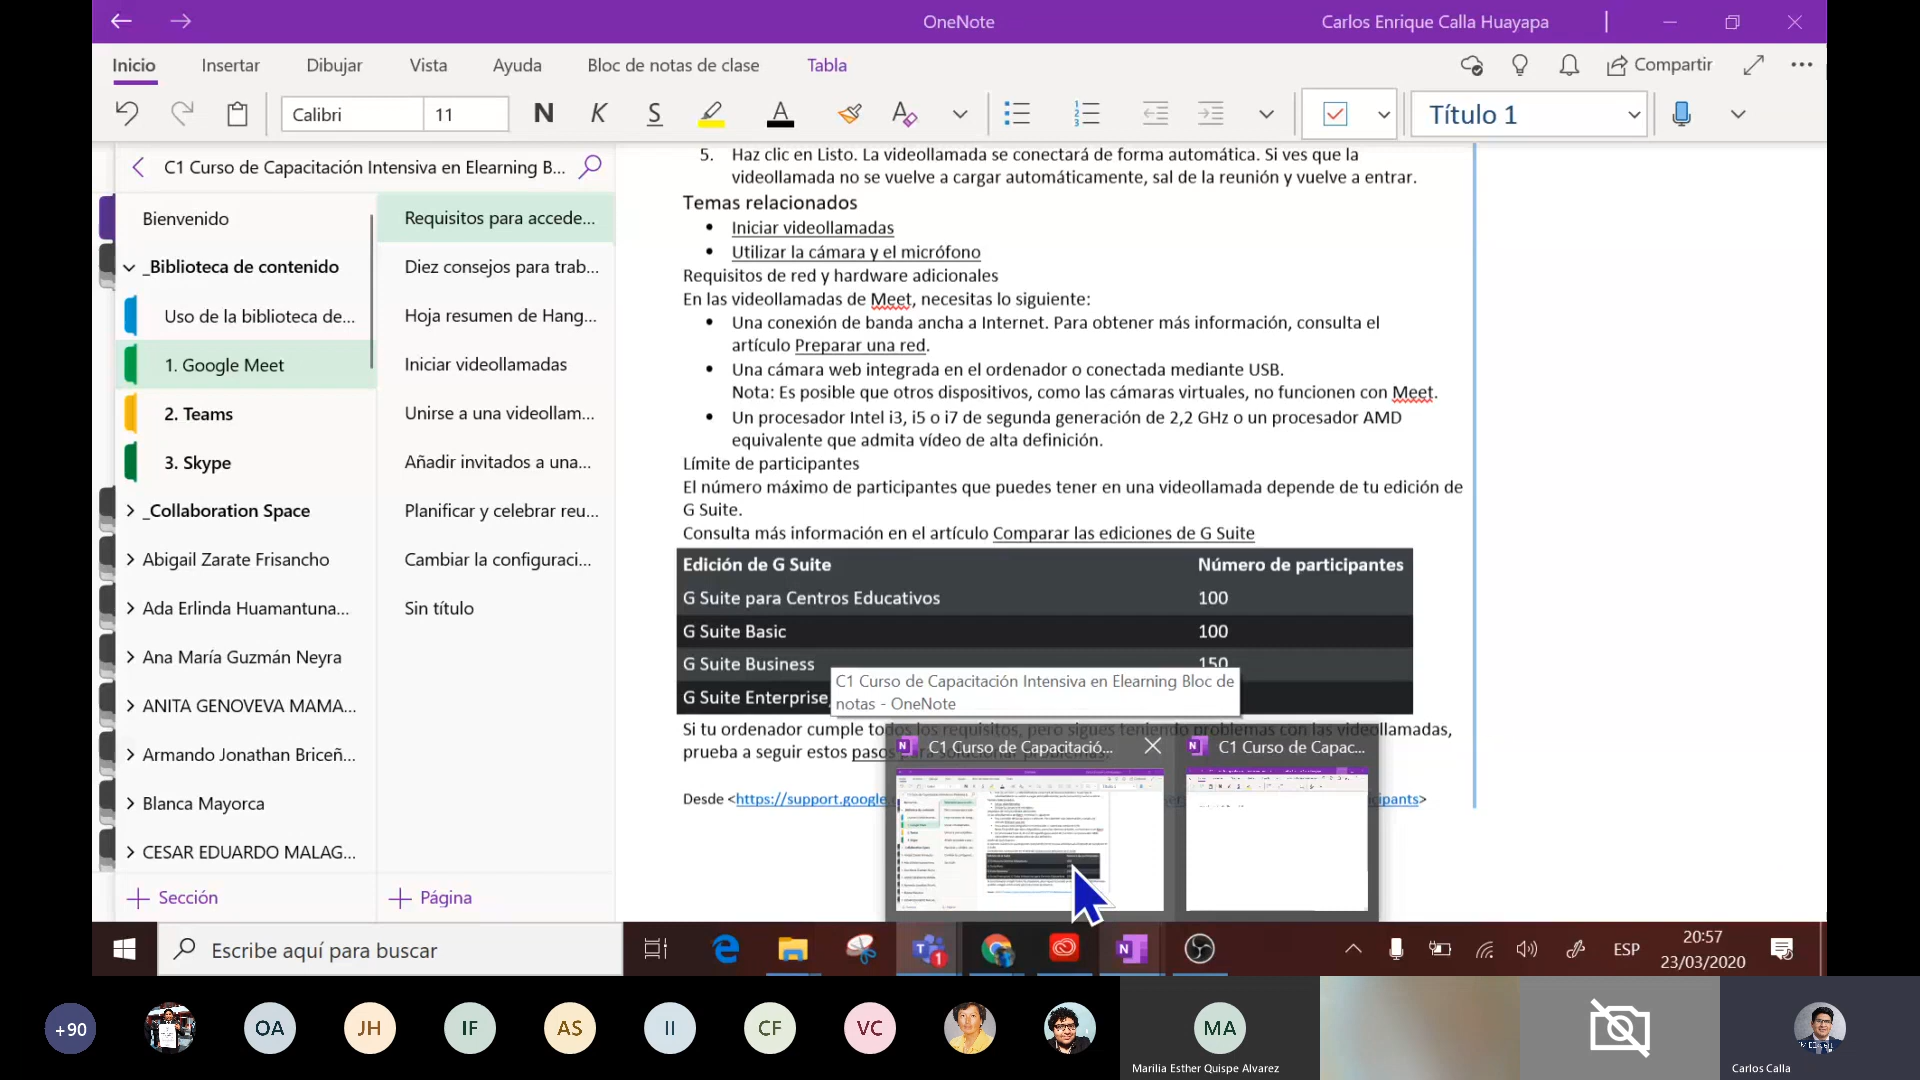 OneNote
Carlos Enrique Calla Huayapa
Inicio
Insertar
Dibujar
Vista
Ayuda
Bloc de notas de clase
Tabla
Compartir
Calibri
11
N
K
S
A
A
Título 1
C1 Curso de Capacitación Intensiva en Elearning B...
Bienvenido
_Biblioteca de contenido
Uso de la biblioteca de...
1. Google Meet
2. Teams
3. Skype
_Collaboration Space
Abigail Zarate Frisancho
Ada Erlinda Huamantuna...
Ana María Guzmán Neyra
ANITA GENOVEVA MAMA...
Armando Jonathan Briceñ...
Blanca Mayorca
CESAR EDUARDO MALAG...
Sección
Requisitos para accede...
Diez consejos para trab...
Hoja resumen de Hang...
Iniciar videollamadas
Unirse a una videollam...
Añadir invitados a una...
Planificar y celebrar reu...
Cambiar la configuraci...
Sin título
Página
5. Haz clic en Listo. La videollamada se conectará de forma automática. Si ves que la
videollamada no se vuelve a cargar automáticamente, sal de la reunión y vuelve a entrar.
Temas relacionados
• Iniciar videollamadas
• Utilizar la cámara y el micrófono
Requisitos de red y hardware adicionales
En las videollamadas de Meet, necesitas lo siguiente:
• Una conexión de banda ancha a Internet. Para obtener más información, consulta el
artículo Preparar una red.
• Una cámara web integrada en el ordenador o conectada mediante USB.
Nota: Es posible que otros dispositivos, como las cámaras virtuales, no funcionen con Meet.
• Un procesador Intel i3, i5 o i7 de segunda generación de 2,2 GHz o un procesador AMD
equivalente que admita vídeo de alta definición.
Límite de participantes
El número máximo de participantes que puedes tener en una videollamada depende de tu edición de
G Suite.
Consulta más información en el artículo Comparar las ediciones de G Suite
Edición de G Suite Número de participantes
G Suite para Centros Educativos 100
G Suite Basic 100
G Suite Business 150
G Suite Enterprise
C1 Curso de Capacitación Intensiva en Elearning Bloc de
notas - OneNote
Si tu ordenador cumple todos los requisitos, pero sigues teniendo problemas con las videollamadas,
prueba a seguir estos pasos para solucionar problemas.
C1 Curso de Capacitació...
C1 Curso de Capac...
Desde <https://support.google. icipants>
Escribe aquí para buscar
1
ESP
20:57
23/03/2020
+90
OA
JH
IF
AS
II
CF
VC
MA
Marilia Esther Quispe Alvarez
Carlos Calla